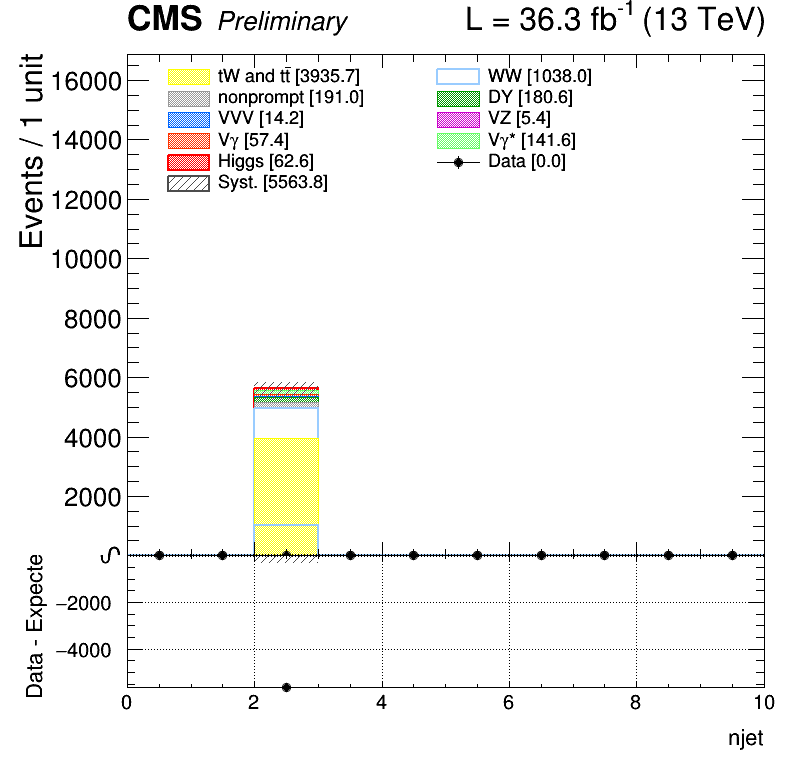 CMS Preliminary L = 36.3 fb⁻¹ (13 TeV)
Events / 1 unit
16000
14000
12000
10000
8000
6000
4000
2000
tW and tt̄ [3935.7]
nonprompt [191.0]
VVV [14.2]
Vγ [57.4]
Higgs [62.6]
Syst. [5563.8]
WW [1038.0]
DY [180.6]
VZ [5.4]
Vγ* [141.6]
Data [0.0]
Data - Expecte
−2000
−4000
0 2 4 6 8 10
njet